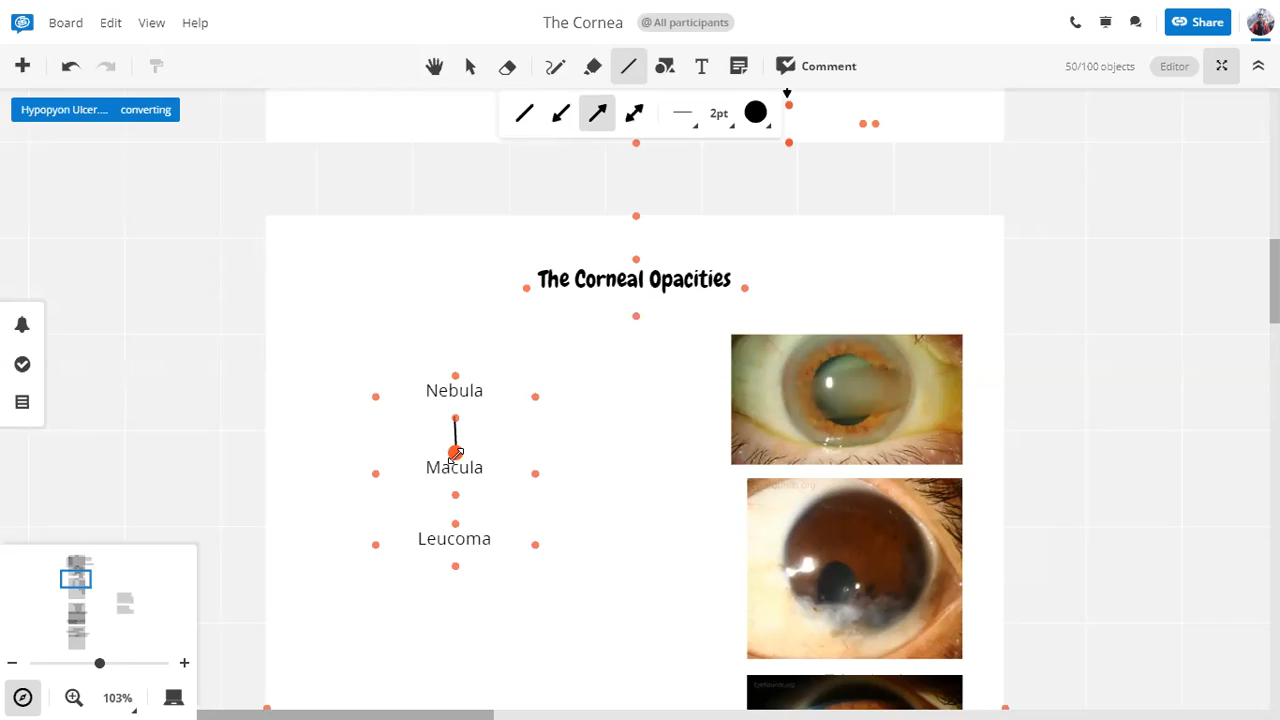 Board Edit View Help
The Cornea @ All participants
Share
Comment
50/100 objects
Editor
Hypopyon Ulcer.... converting
2pt
The Corneal Opacities
Nebula
Macula
Leucoma
103%